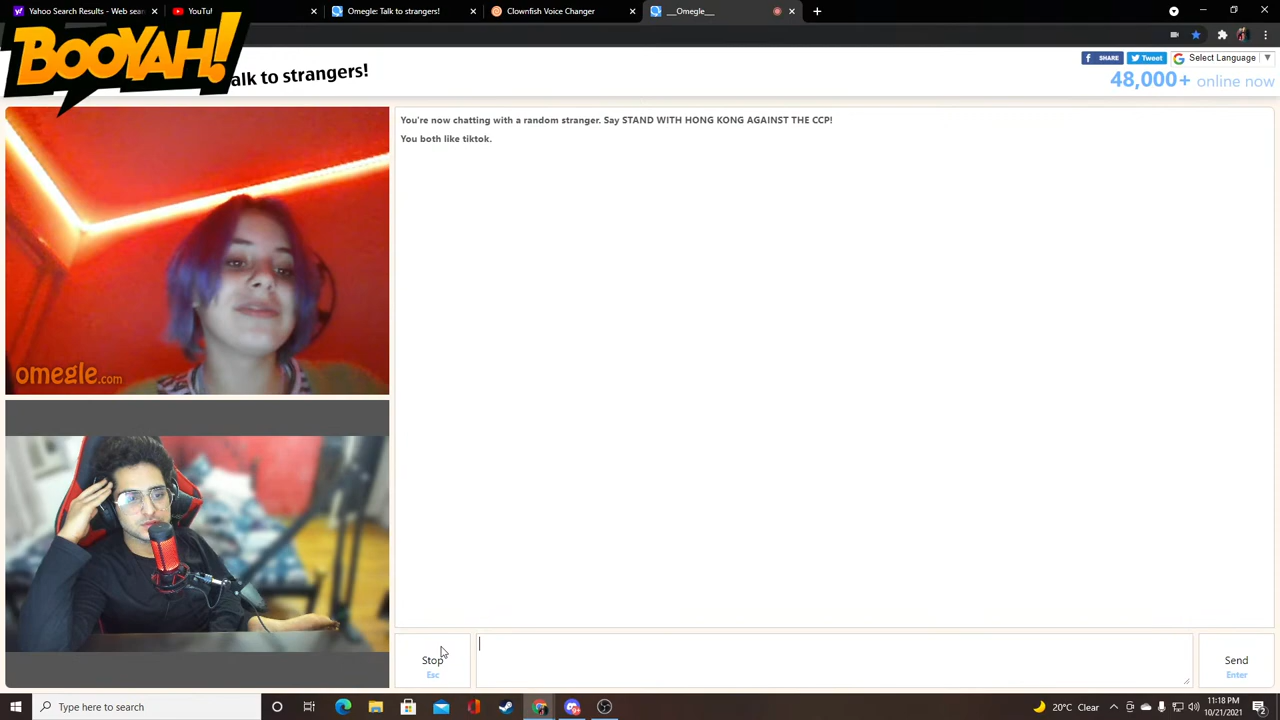 Yahoo Search Results - Web sean
YouTu
Omegle: Talk to strangers!
Clownfish Voice Changer
__Omegle__
BOOYAH!
alk to strangers!
SHARE
Tweet
Select Language
48,000+ online now
You're now chatting with a random stranger. Say STAND WITH HONG KONG AGAINST THE CCP!
You both like tiktok.
omegle.com
Stop
Esc
Send
Enter
Type here to search
20°C Clear
11:18 PM
10/21/2021